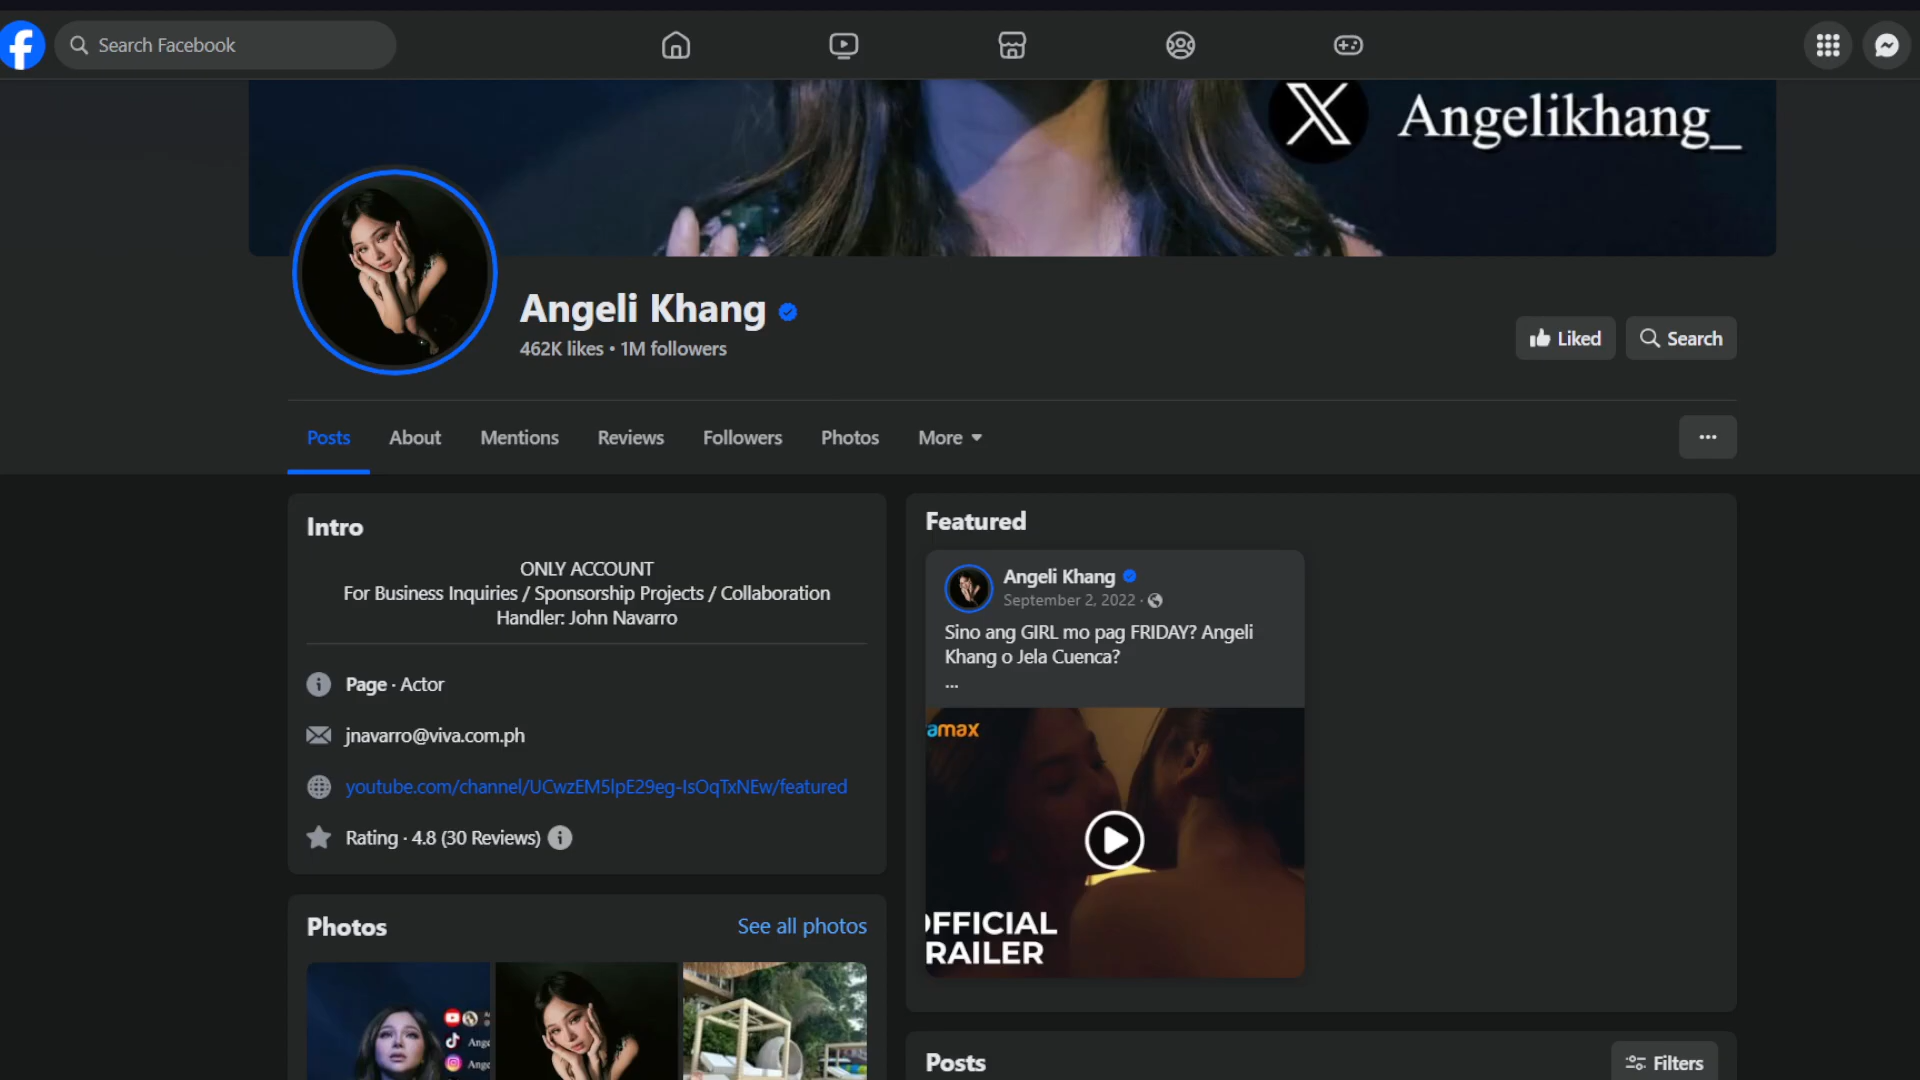 Search Facebook
Angelikhang_
Angeli Khang
462K likes • 1M followers
Liked
Search
Posts
About
Mentions
Reviews
Followers
Photos
More
Intro
ONLY ACCOUNT
For Business Inquiries / Sponsorship Projects / Collaboration
Handler: John Navarro
Page · Actor
jnavarro@viva.com.ph
youtube.com/channel/UCwzEM5lpE29eg-IsOqTxNEw/featured
Rating · 4.8 (30 Reviews)
Photos
See all photos
Ange
Ange
Featured
Angeli Khang
September 2, 2022 ·
Sino ang GIRL mo pag FRIDAY? Angeli
Khang o Jela Cuenca?
...
amax
OFFICIAL
RAILER
Posts
Filters